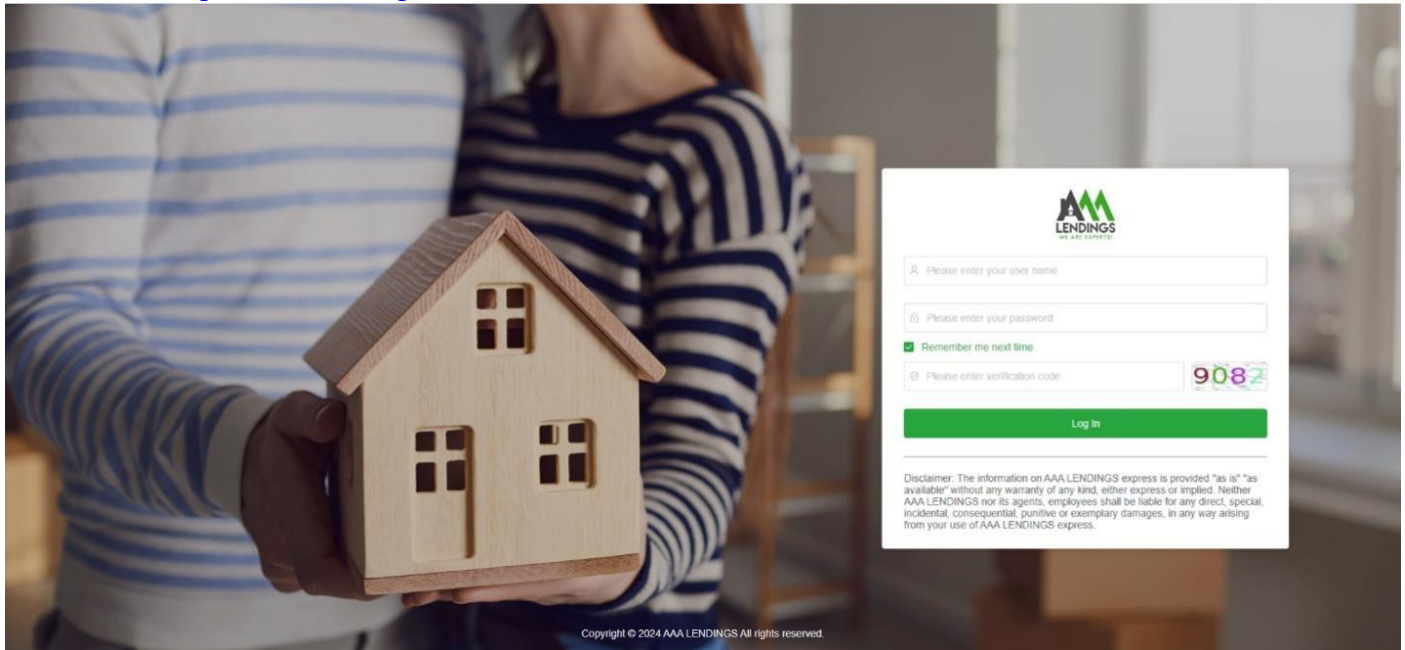 AAA
LENDINGS
WE ARE EXPERTS!
Please enter your user name
Please enter your password
Remember me next time
Please enter verification code
9082
Log In
Disclaimer: The information on AAA LENDINGS express is provided "as is" "as
available" without any warranty of any kind, either express or implied. Neither
AAA LENDINGS nor its agents, employees shall be liable for any direct, special,
incidental, consequential, punitive or exemplary damages, in any way arising
from your use of AAA LENDINGS express.
Copyright © 2024 AAA LENDINGS All rights reserved.